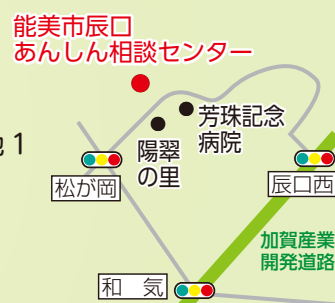 能美市辰口
あんしん相談センター
芳珠記念
病院
地1
陽翠
の里
松が岡
辰口西
加賀産業
開発道路
和 気